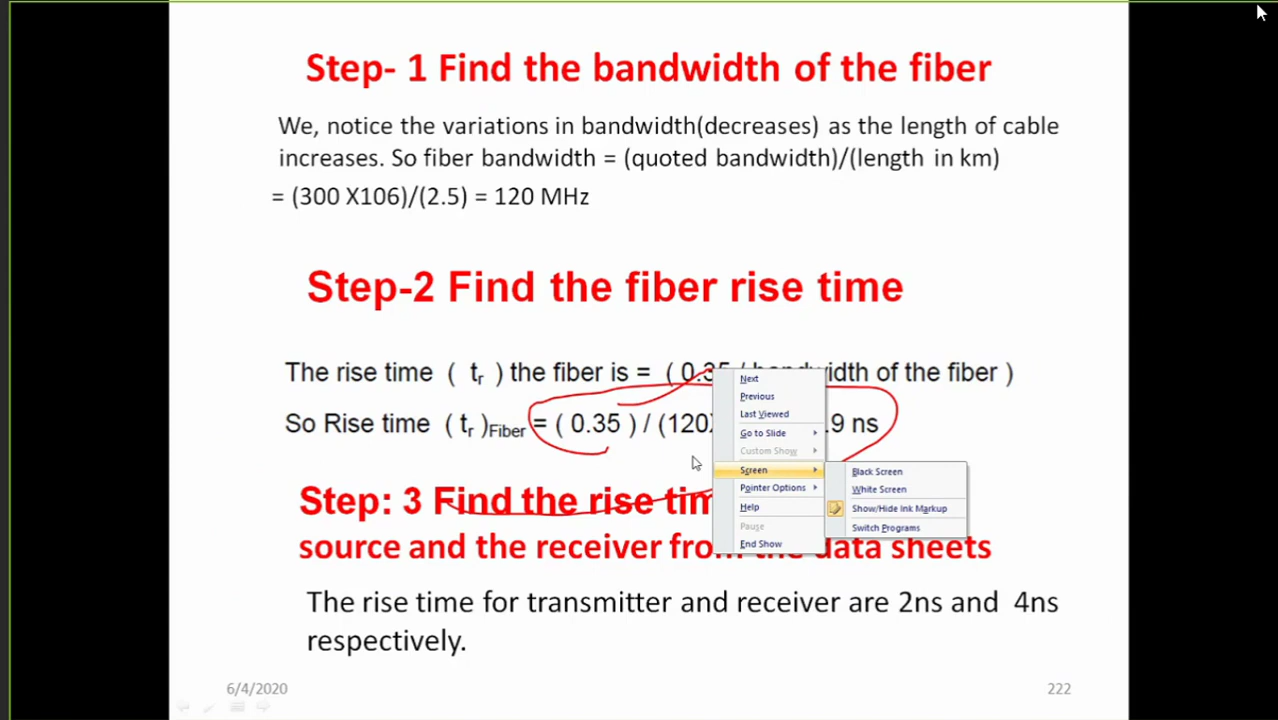 Step- 1 Find the bandwidth of the fiber
We, notice the variations in bandwidth(decreases) as the length of cable
increases. So fiber bandwidth = (quoted bandwidth)/(length in km)
= (300 X106)/(2.5) = 120 MHz
Step-2 Find the fiber rise time
The rise time ( tr ) the fiber is = ( 0.35 / bandwidth of the fiber )
So Rise time ( tr )Fiber = ( 0.35 ) / (120 .9 ns
Step: 3 Find the rise
source and the receiver from the data sheets
The rise time for transmitter and receiver are 2ns and 4ns
respectively.
6/4/2020 222
Next
Previous
Last Viewed
Go to Slide
Custom Show
Screen
Pointer Options
Help
Pause
End Show
Black Screen
White Screen
Show/Hide Ink Markup
Switch Programs